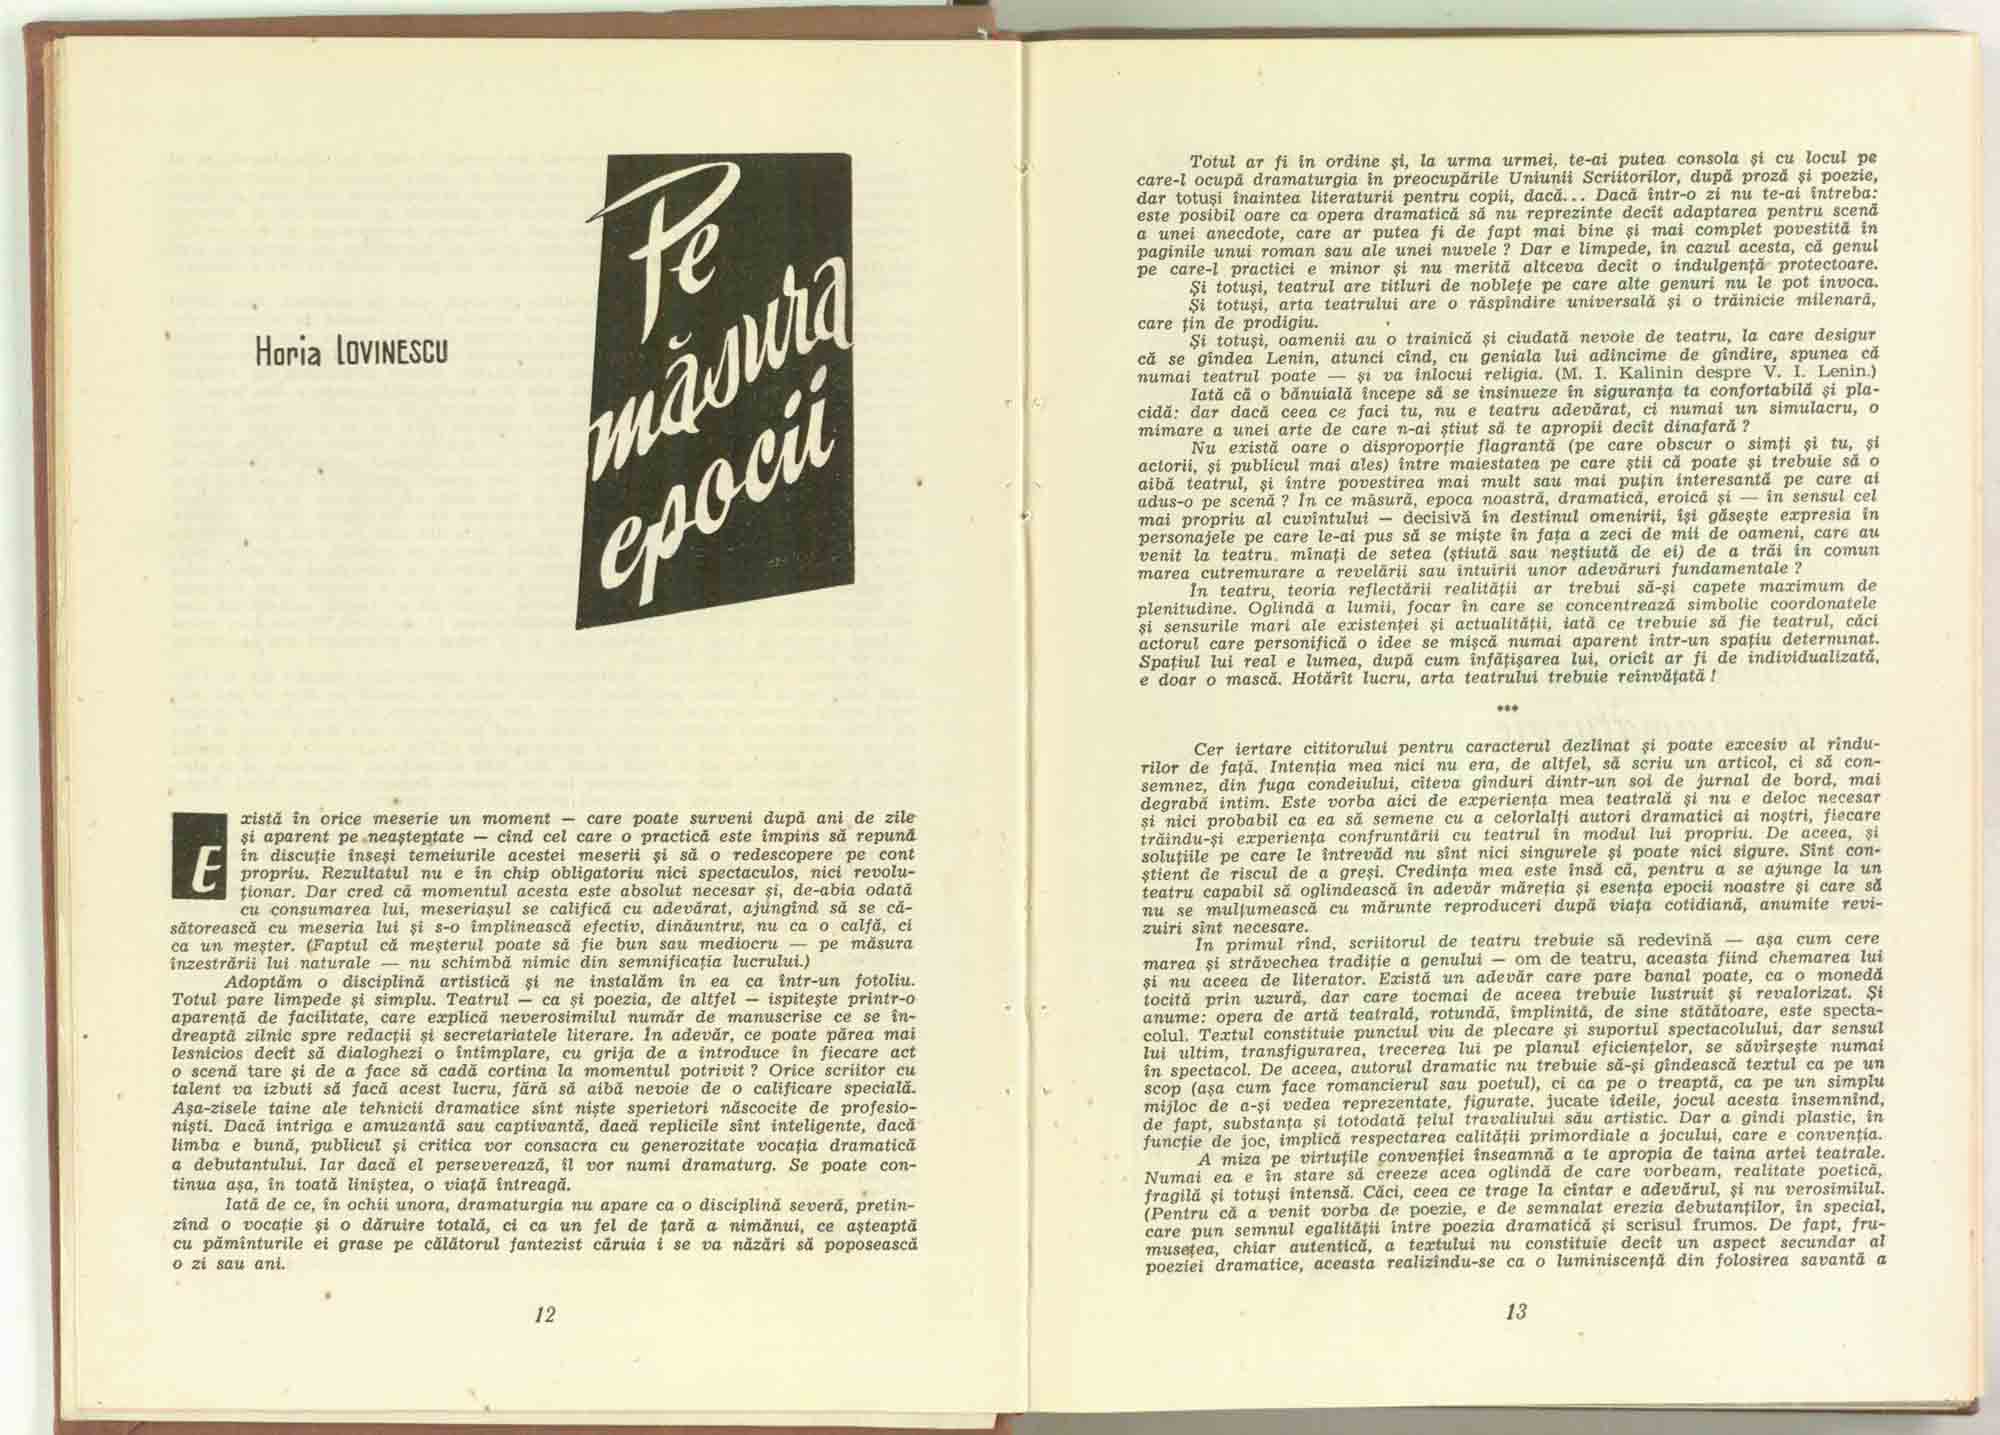 Horia LOVINESCU
Pe
măsura
epocii
Există în orice meserie un moment — care poate surveni după ani de zile
și aparent pe neașteptate — cînd cel care o practică este împins să repună
în discuție înseși temeiurile acestei meserii și să o redescopere pe cont
propriu. Rezultatul nu e în chip obligatoriu nici spectaculos, nici revolu-
ționar. Dar cred că momentul acesta este absolut necesar și, de-abia odată
cu consumarea lui, meseriașul se califică cu adevărat, ajungînd să se că-
sătorească cu meseria lui și s-o împlinească efectiv, dinăuntru, nu ca o calfă, ci
ca un meșter. (Faptul că meșterul poate să fie bun sau mediocru — pe măsura
înzestrării lui naturale — nu schimbă nimic din semnificația lucrului.)
Adoptăm o disciplină artistică și ne instalăm în ea ca într-un fotoliu.
Totul pare limpede și simplu. Teatrul — ca și poezia, de altfel — ispitește printr-o
aparență de facilitate, care explică neverosimilul număr de manuscrise ce se în-
dreaptă zilnic spre redacții și secretariatele literare. In adevăr, ce poate părea mai
lesnicios decît să dialoghezi o întîmplare, cu grija de a introduce în fiecare act
o scenă tare și de a face să cadă cortina la momentul potrivit ? Orice scriitor cu
talent va izbuti să facă acest lucru, fără să aibă nevoie de o calificare specială.
Așa-zisele taine ale tehnicii dramatice sînt niște sperietori născocite de profesio-
niști. Dacă intriga e amuzantă sau captivantă, dacă replicile sînt inteligente, dacă
limba e bună, publicul și critica vor consacra cu generozitate vocația dramatică
a debutantului. Iar dacă el perseverează, îl vor numi dramaturg. Se poate con-
tinua așa, în toată liniștea, o viață întreagă.
Iată de ce, în ochii unora, dramaturgia nu apare ca o disciplină severă, pretin-
zînd o vocație și o dăruire totală, ci ca un fel de țară a nimănui, ce așteaptă
cu pămînturile ei grase pe călătorul fantezist căruia i se va năzări să poposească
o zi sau ani.
12
Totul ar fi în ordine și, la urma urmei, te-ai putea consola și cu locul pe
care-l ocupă dramaturgia în preocupările Uniunii Scriitorilor, după proză și poezie,
dar totuși înaintea literaturii pentru copii, dacă... Dacă într-o zi nu te-ai întreba:
este posibil oare ca opera dramatică să nu reprezinte decît adaptarea pentru scenă
a unei anecdote, care ar putea fi de fapt mai bine și mai complet povestită în
paginile unui roman sau ale unei nuvele ? Dar e limpede, în cazul acesta, că genul
pe care-l practici e minor și nu merită altceva decît o indulgență protectoare.
Și totuși, teatrul are titluri de noblețe pe care alte genuri nu le pot invoca.
Și totuși, arta teatrului are o răspîndire universală și o trăinicie milenară,
care țin de prodigiu.
Și totuși, oamenii au o trainică și ciudată nevoie de teatru, la care desigur
că se gîndea Lenin, atunci cînd, cu geniala lui adincime de gîndire, spunea că
numai teatrul poate — și va înlocui religia. (M. I. Kalinin despre V. I. Lenin.)
Iată că o bănuială începe să se insinueze în siguranța ta confortabilă și pla-
cidă: dar dacă ceea ce faci tu, nu e teatru adevărat, ci numai un simulacru, o
mimare a unei arte de care n-ai știut să te apropii decît dinafară ?
Nu există oare o disproporție flagrantă (pe care obscur o simți și tu, și
actorii, și publicul mai ales) între maiestatea pe care știi că poate și trebuie să o
aibă teatrul, și între povestirea mai mult sau mai puțin interesantă pe care ai
adus-o pe scenă ? In ce măsură, epoca noastră, dramatică, eroică și — în sensul cel
mai propriu al cuvîntului — decisivă în destinul omenirii, își găsește expresia în
personajele pe care le-ai pus să se miște în fața a zeci de mii de oameni, care au
venit la teatru, mînați de setea (știută sau neștiută de ei) de a trăi în comun
marea cutremurare a revelării sau intuirii unor adevăruri fundamentale ?
In teatru, teoria reflectării realității ar trebui să-și capete maximum de
plenitudine. Oglindă a lumii, focar în care se concentrează simbolic coordonatele
și sensurile mari ale existenței și actualității, iată ce trebuie să fie teatrul, căci
actorul care personifică o idee se mișcă numai aparent într-un spațiu determinat.
Spațiul lui real e lumea, după cum înfățișarea lui, oricît ar fi de individualizată,
e doar o mască. Hotărît lucru, arta teatrului trebuie reînvățată !
***
Cer iertare cititorului pentru caracterul dezlînat și poate excesiv al rîndu-
rilor de față. Intenția mea nici nu era, de altfel, să scriu un articol, ci să con-
semnez, din fuga condeiului, cîteva gînduri dintr-un soi de jurnal de bord, mai
degrabă intim. Este vorba aici de experiența mea teatrală și nu e deloc necesar
și nici probabil ca ea să semene cu a celorlalți autori dramatici ai noștri, fiecare
trăindu-și experiența confruntării cu teatrul în modul lui propriu. De aceea, și
soluțiile pe care le întrevăd nu sînt nici singurele și poate nici sigure. Sînt con-
știent de riscul de a greși. Credința mea este însă că, pentru a se ajunge la un
teatru capabil să oglindească în adevăr măreția și esența epocii noastre și care să
nu se mulțumească cu mărunte reproduceri după viața cotidiană, anumite revi-
zuiri sînt necesare.
In primul rînd, scriitorul de teatru trebuie să redevină — așa cum cere
marea și străvechea tradiție a genului — om de teatru, aceasta fiind chemarea lui
și nu aceea de literator. Există un adevăr care pare banal poate, ca o monedă
tocită prin uzură, dar care tocmai de aceea trebuie lustruit și revalorizat. Și
anume: opera de artă teatrală, rotundă, împlinită, de sine stătătoare, este specta-
colul. Textul constituie punctul viu de plecare și suportul spectacolului, dar sensul
lui ultim, transfigurarea, trecerea lui pe planul eficiențelor, se săvîrșește numai
în spectacol. De aceea, autorul dramatic nu trebuie să-și gîndească textul ca pe un
scop (așa cum face romancierul sau poetul), ci ca pe o treaptă, ca pe un simplu
mijloc de a-și vedea reprezentate, figurate, jucate ideile, jocul acesta însemnînd,
de fapt, substanța și totodată țelul travaliului său artistic. Dar a gîndi plastic, în
funcție de joc, implică respectarea calității primordiale a jocului, care e convenția.
A miza pe virtuțile convenției înseamnă a te apropia de taina artei teatrale.
Numai ea e în stare să creeze acea oglindă de care vorbeam, realitate poetică,
fragilă și totuși intensă. Căci, ceea ce trage la cîntar e adevărul, și nu verosimilul.
(Pentru că a venit vorba de poezie, e de semnalat erezia debutanților, în special,
care pun semnul egalității între poezia dramatică și scrisul frumos. De fapt, fru-
musețea, chiar autentică, a textului nu constituie decît un aspect secundar al
poeziei dramatice, aceasta realizîndu-se ca o luminiscență din folosirea savantă a
13